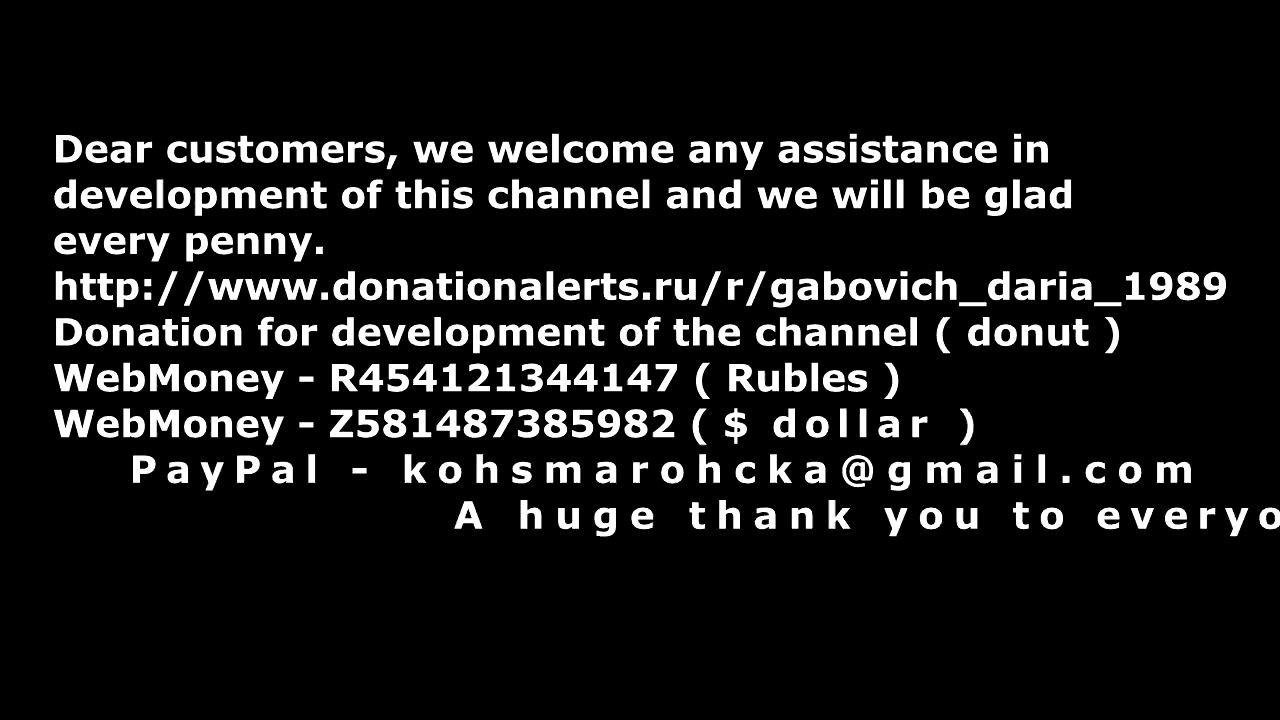 Dear customers, we welcome any assistance in
development of this channel and we will be glad
every penny.
http://www.donationalerts.ru/r/gabovich_daria_1989
Donation for development of the channel ( donut )
WebMoney - R454121344147 ( Rubles )
WebMoney - Z581487385982 ( $ dollar )
PayPal - kohsmarohcka@gmail.com
A huge thank you to